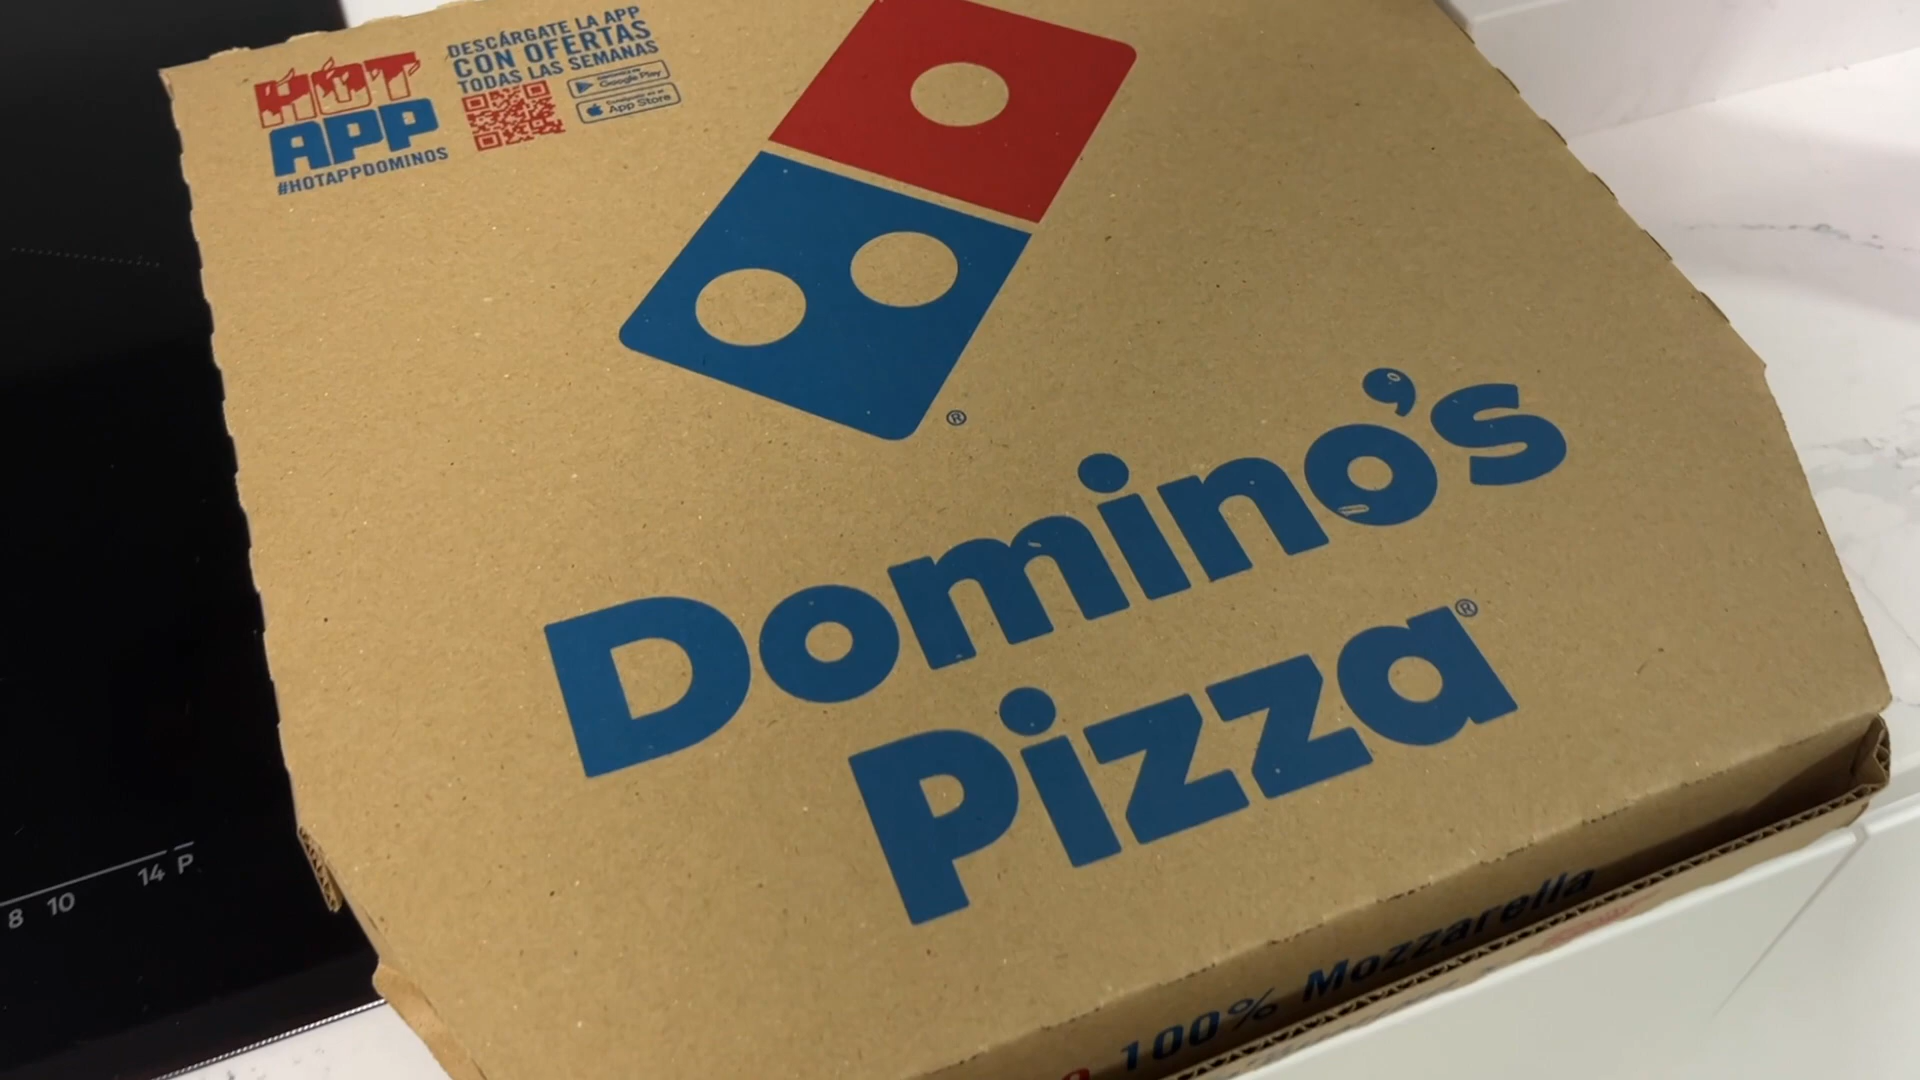 HOT
APP
#HOTAPPDOMINOS
DESCÁRGATE LA APP
CON OFERTAS
TODAS LAS SEMANAS
Google Play
App Store
®
Domino's
Pizza®
100% Mozzarella
8 10 14 P